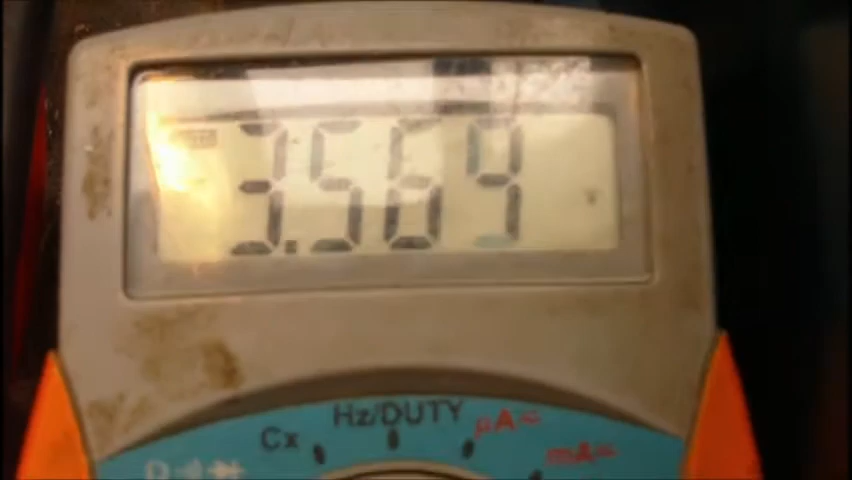 3.569
V
Hz/DUTY
Cx
µA≂
mA≂
Ω